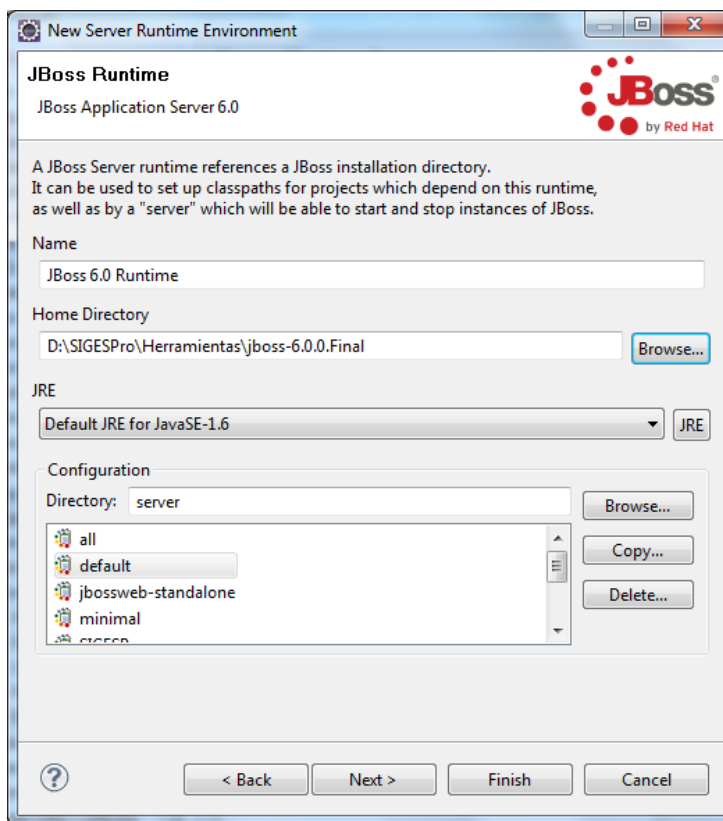 New Server Runtime Environment
JBoss Runtime
JBoss Application Server 6.0
JBoss®
by Red Hat
A JBoss Server runtime references a JBoss installation directory.
It can be used to set up classpaths for projects which depend on this runtime,
as well as by a "server" which will be able to start and stop instances of JBoss.
Name
JBoss 6.0 Runtime
Home Directory
D:\SIGESPro\Herramientas\jboss-6.0.0.Final
Browse...
JRE
Default JRE for JavaSE-1.6
JRE
Configuration
Directory: server
Browse...
all
default
jbossweb-standalone
minimal
Copy...
Delete...
?
< Back
Next >
Finish
Cancel